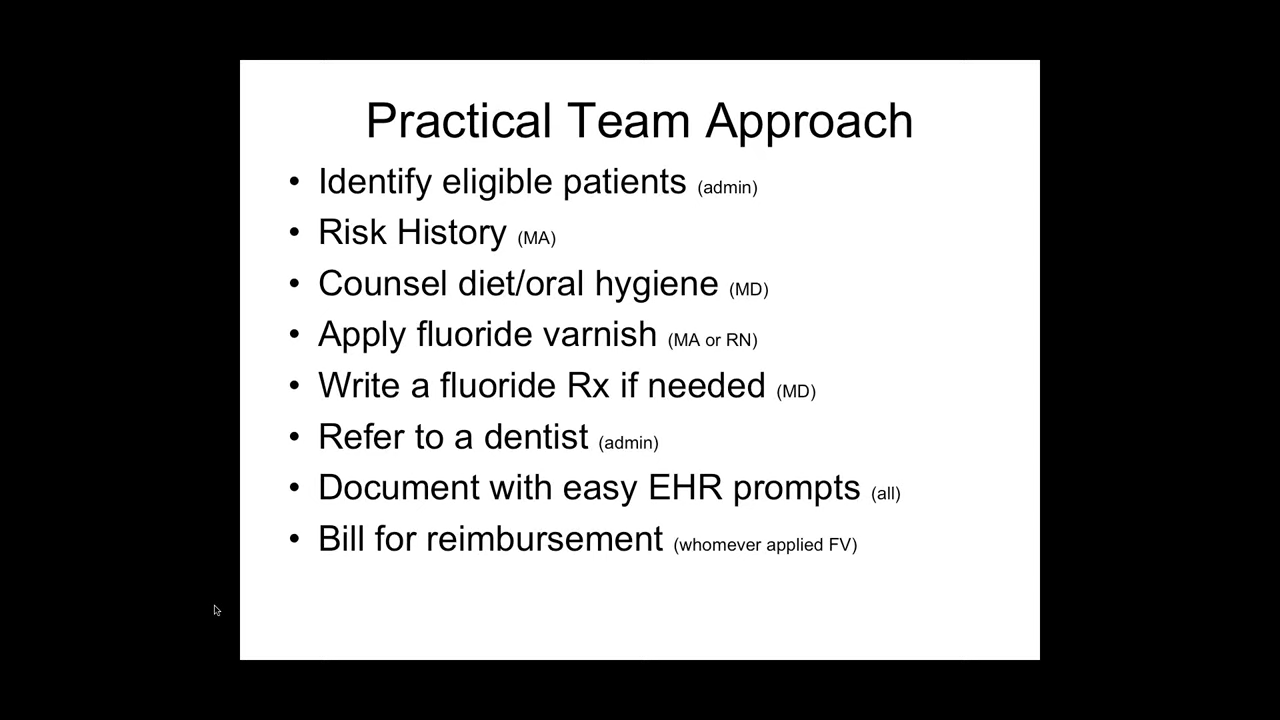 Practical Team Approach
• Identify eligible patients (admin)
• Risk History (MA)
• Counsel diet/oral hygiene (MD)
• Apply fluoride varnish (MA or RN)
• Write a fluoride Rx if needed (MD)
• Refer to a dentist (admin)
• Document with easy EHR prompts (all)
• Bill for reimbursement (whomever applied FV)